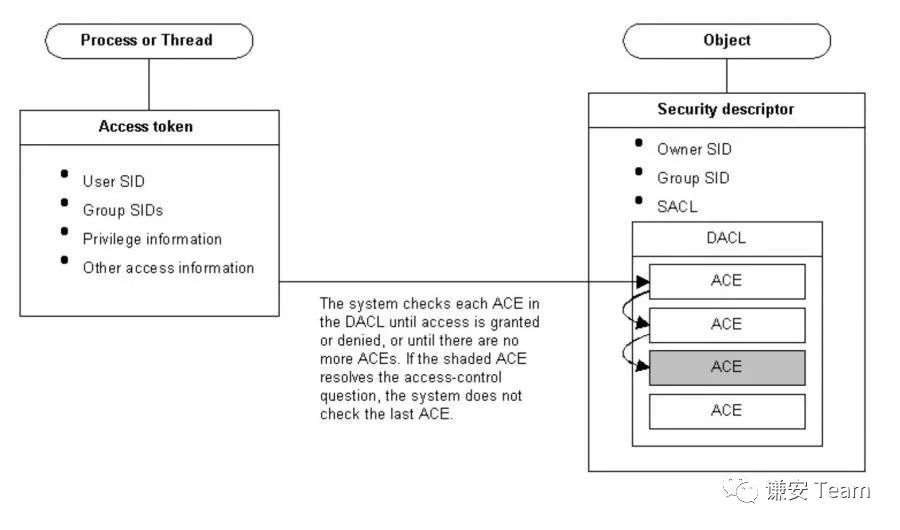 Process or Thread
Access token
• User SID
• Group SIDs
• Privilege information
• Other access information
The system checks each ACE in
the DACL until access is granted
or denied, or until there are no
more ACEs. If the shaded ACE
resolves the access-control
question, the system does not
check the last ACE.
Object
Security descriptor
• Owner SID
• Group SID
• SACL
DACL
ACE
ACE
ACE
ACE
谦安 Team